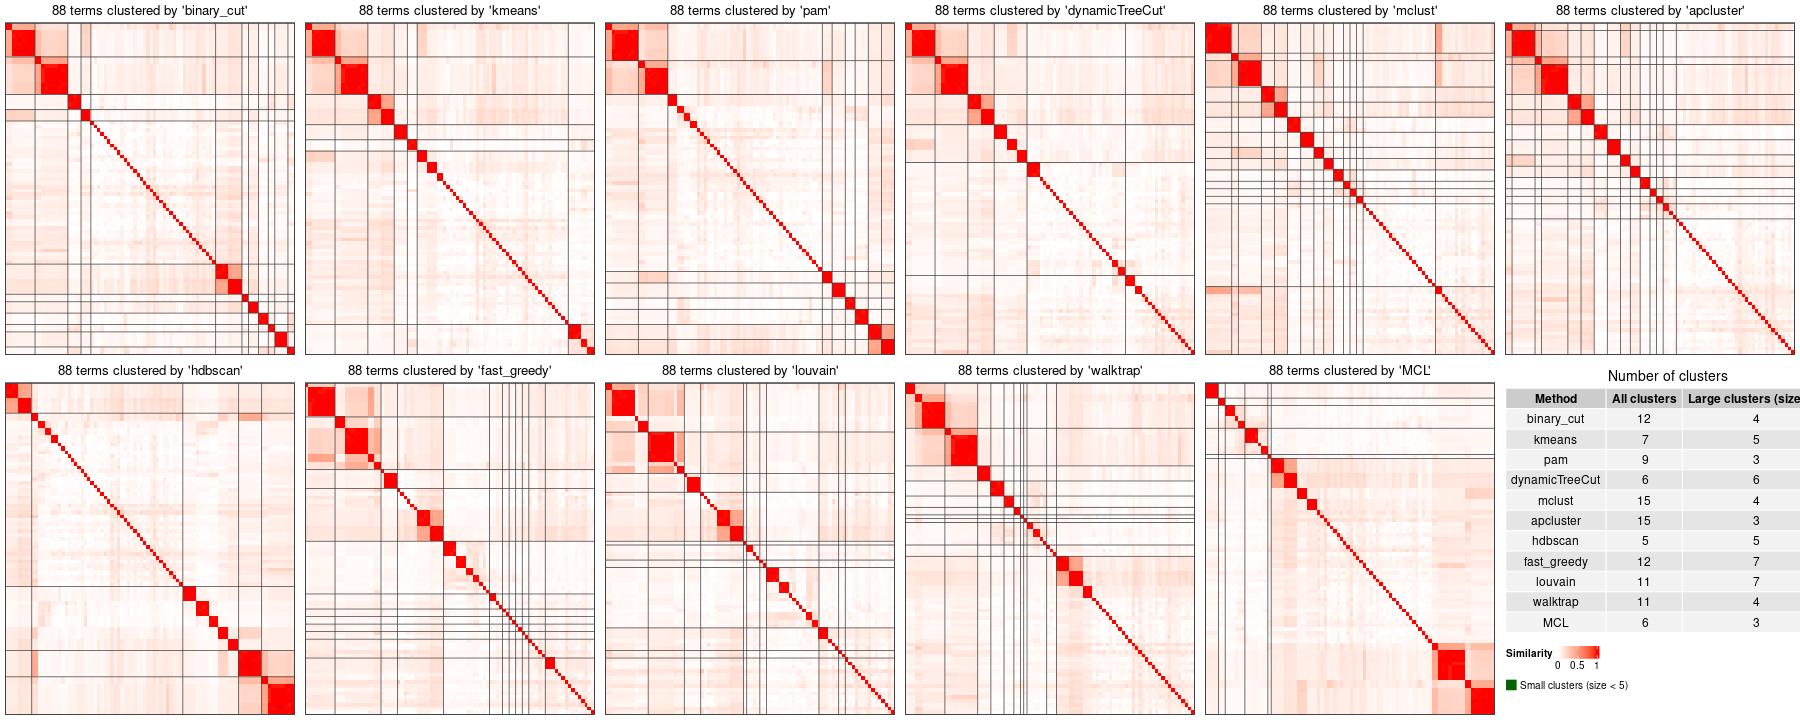 88 terms clustered by 'binary_cut'
88 terms clustered by 'kmeans'
88 terms clustered by 'pam'
88 terms clustered by 'dynamicTreeCut'
88 terms clustered by 'mclust'
88 terms clustered by 'apcluster'
88 terms clustered by 'hdbscan'
88 terms clustered by 'fast_greedy'
88 terms clustered by 'louvain'
88 terms clustered by 'walktrap'
88 terms clustered by 'MCL'
Number of clusters
Method All clusters Large clusters (size
binary_cut 12 4
kmeans 7 5
pam 9 3
dynamicTreeCut 6 6
mclust 15 4
apcluster 15 3
hdbscan 5 5
fast_greedy 12 7
louvain 11 7
walktrap 11 4
MCL 6 3
Similarity
0 0.5 1
Small clusters (size < 5)